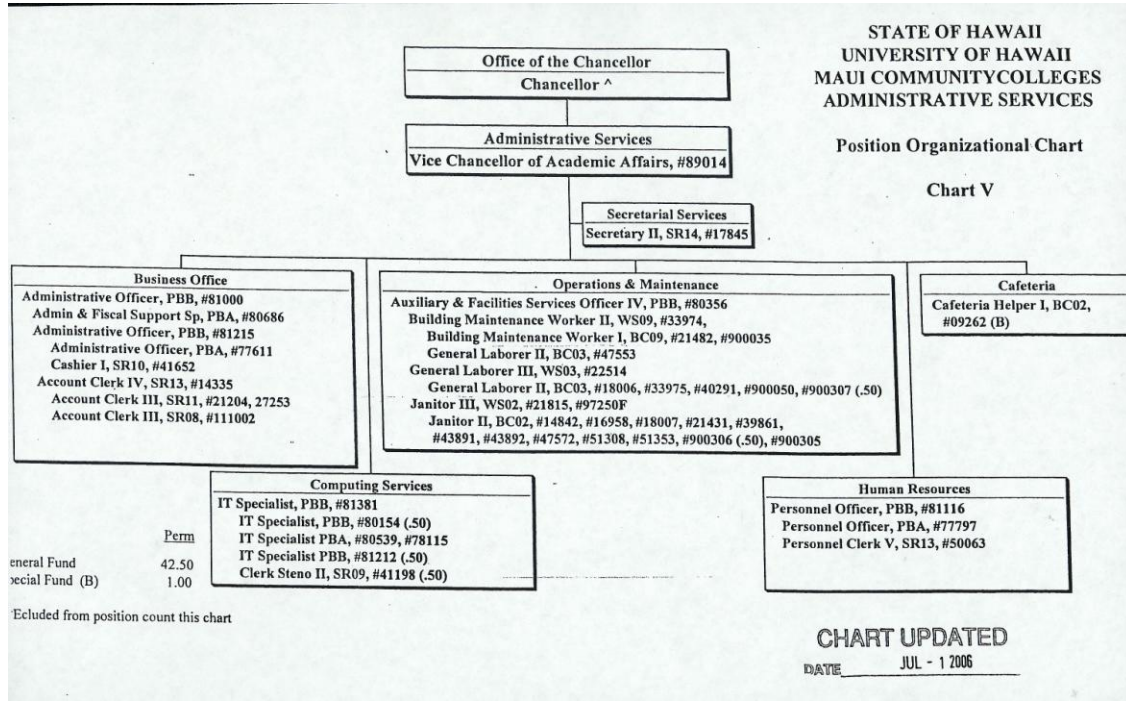 STATE OF HAWAII
UNIVERSITY OF HAWAII
MAUI COMMUNITYCOLLEGES
ADMINISTRATIVE SERVICES
Position Organizational Chart
Chart V
Office of the Chancellor
Chancellor ^
Administrative Services
Vice Chancellor of Academic Affairs, #89014
Secretarial Services
Secretary II, SR14, #17845
Business Office
Administrative Officer, PBB, #81000
Admin & Fiscal Support Sp, PBA, #80686
Administrative Officer, PBB, #81215
Administrative Officer, PBA, #77611
Cashier I, SR10, #41652
Account Clerk IV, SR13, #14335
Account Clerk III, SR11, #21204, 27253
Account Clerk III, SR08, #111002
Operations & Maintenance
Auxiliary & Facilities Services Officer IV, PBB, #80356
Building Maintenance Worker II, WS09, #33974,
Building Maintenance Worker I, BC09, #21482, #900035
General Laborer II, BC03, #47553
General Laborer III, WS03, #22514
General Laborer II, BC03, #18006, #33975, #40291, #900050, #900307 (.50)
Janitor III, WS02, #21815, #97250F
Janitor II, BC02, #14842, #16958, #18007, #21431, #39861,
#43891, #43892, #47572, #51308, #51353, #900306 (.50), #900305
Cafeteria
Cafeteria Helper I, BC02,
#09262 (B)
Computing Services
IT Specialist, PBB, #81381
IT Specialist, PBB, #80154 (.50)
IT Specialist PBA, #80539, #78115
IT Specialist PBB, #81212 (.50)
Clerk Steno II, SR09, #41198 (.50)
Human Resources
Personnel Officer, PBB, #81116
Personnel Officer, PBA, #77797
Personnel Clerk V, SR13, #50063
Perm
eneral Fund 42.50
pecial Fund (B) 1.00
Ecluded from position count this chart
CHART UPDATED
DATE JUL - 1 2006